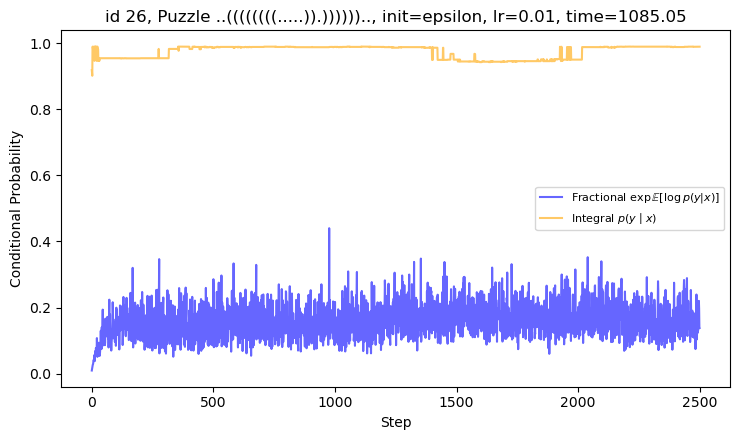 id 26, Puzzle ..((((((((.....)).)))))).., init=epsilon, lr=0.01, time=1085.05
1.0
0.8
0.6
0.4
0.2
0.0
Conditional Probability
Fractional exp𝔼[log p(y|x)]
Integral p(y | x)
0
500
1000
1500
2000
2500
Step